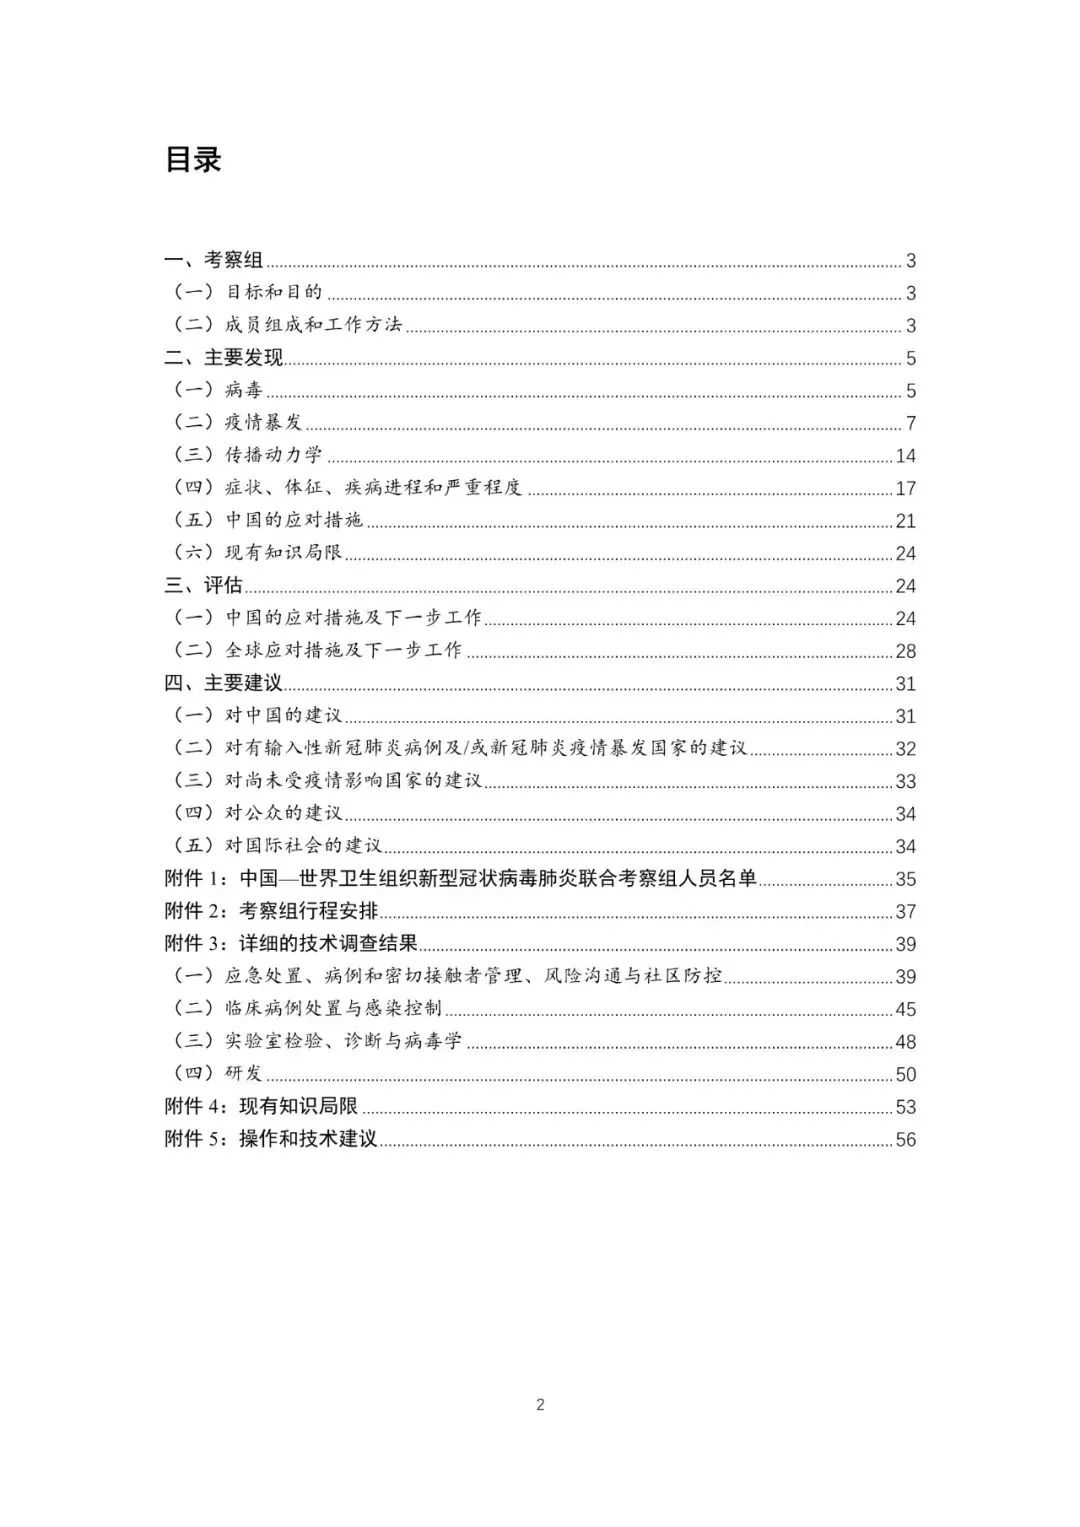 目录
一、考察组 3
（一）目标和目的 3
（二）成员组成和工作方法 3
二、主要发现 5
（一）病毒 5
（二）疫情暴发 7
（三）传播动力学 14
（四）症状、体征、疾病进程和严重程度 17
（五）中国的应对措施 21
（六）现有知识局限 24
三、评估 24
（一）中国的应对措施及下一步工作 24
（二）全球应对措施及下一步工作 28
四、主要建议 31
（一）对中国的建议 31
（二）对有输入性新冠肺炎病例及/或新冠肺炎疫情暴发国家的建议 32
（三）对尚未受疫情影响国家的建议 33
（四）对公众的建议 34
（五）对国际社会的建议 34
附件 1：中国—世界卫生组织新型冠状病毒肺炎联合考察组人员名单 35
附件 2：考察组行程安排 37
附件 3：详细的技术调查结果 39
（一）应急处置、病例和密切接触者管理、风险沟通与社区防控 39
（二）临床病例处置与感染控制 45
（三）实验室检验、诊断与病毒学 48
（四）研发 50
附件 4：现有知识局限 53
附件 5：操作和技术建议 56
2